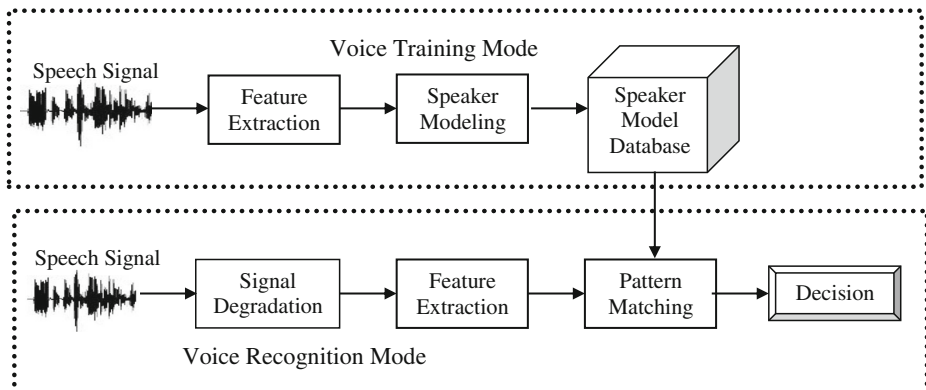 Voice Training Mode
Speech Signal
Feature
Extraction
Speaker
Modeling
Speaker
Model
Database
Speech Signal
Signal
Degradation
Feature
Extraction
Pattern
Matching
Decision
Voice Recognition Mode